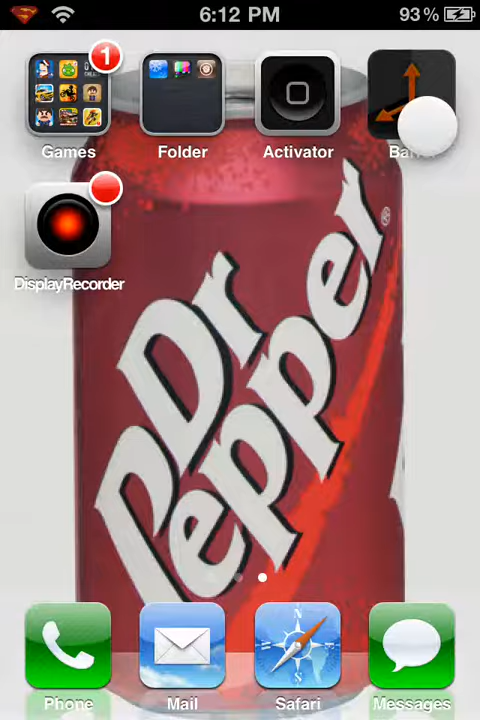 6:12 PM
93%
1
Games
Folder
Activator
DisplayRecorder
Dr
Pepper
®
Phone
Mail
Safari
Messages